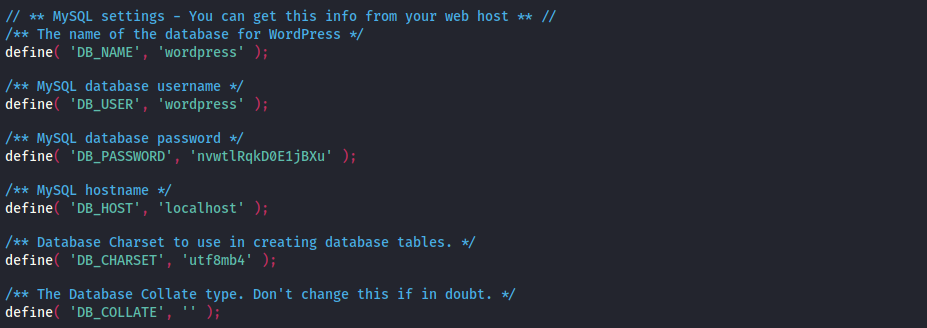 // ** MySQL settings - You can get this info from your web host ** //
/** The name of the database for WordPress */
define( 'DB_NAME', 'wordpress' );
/** MySQL database username */
define( 'DB_USER', 'wordpress' );
/** MySQL database password */
define( 'DB_PASSWORD', 'nvwtlRqkD0E1jBXu' );
/** MySQL hostname */
define( 'DB_HOST', 'localhost' );
/** Database Charset to use in creating database tables. */
define( 'DB_CHARSET', 'utf8mb4' );
/** The Database Collate type. Don't change this if in doubt. */
define( 'DB_COLLATE', '' );